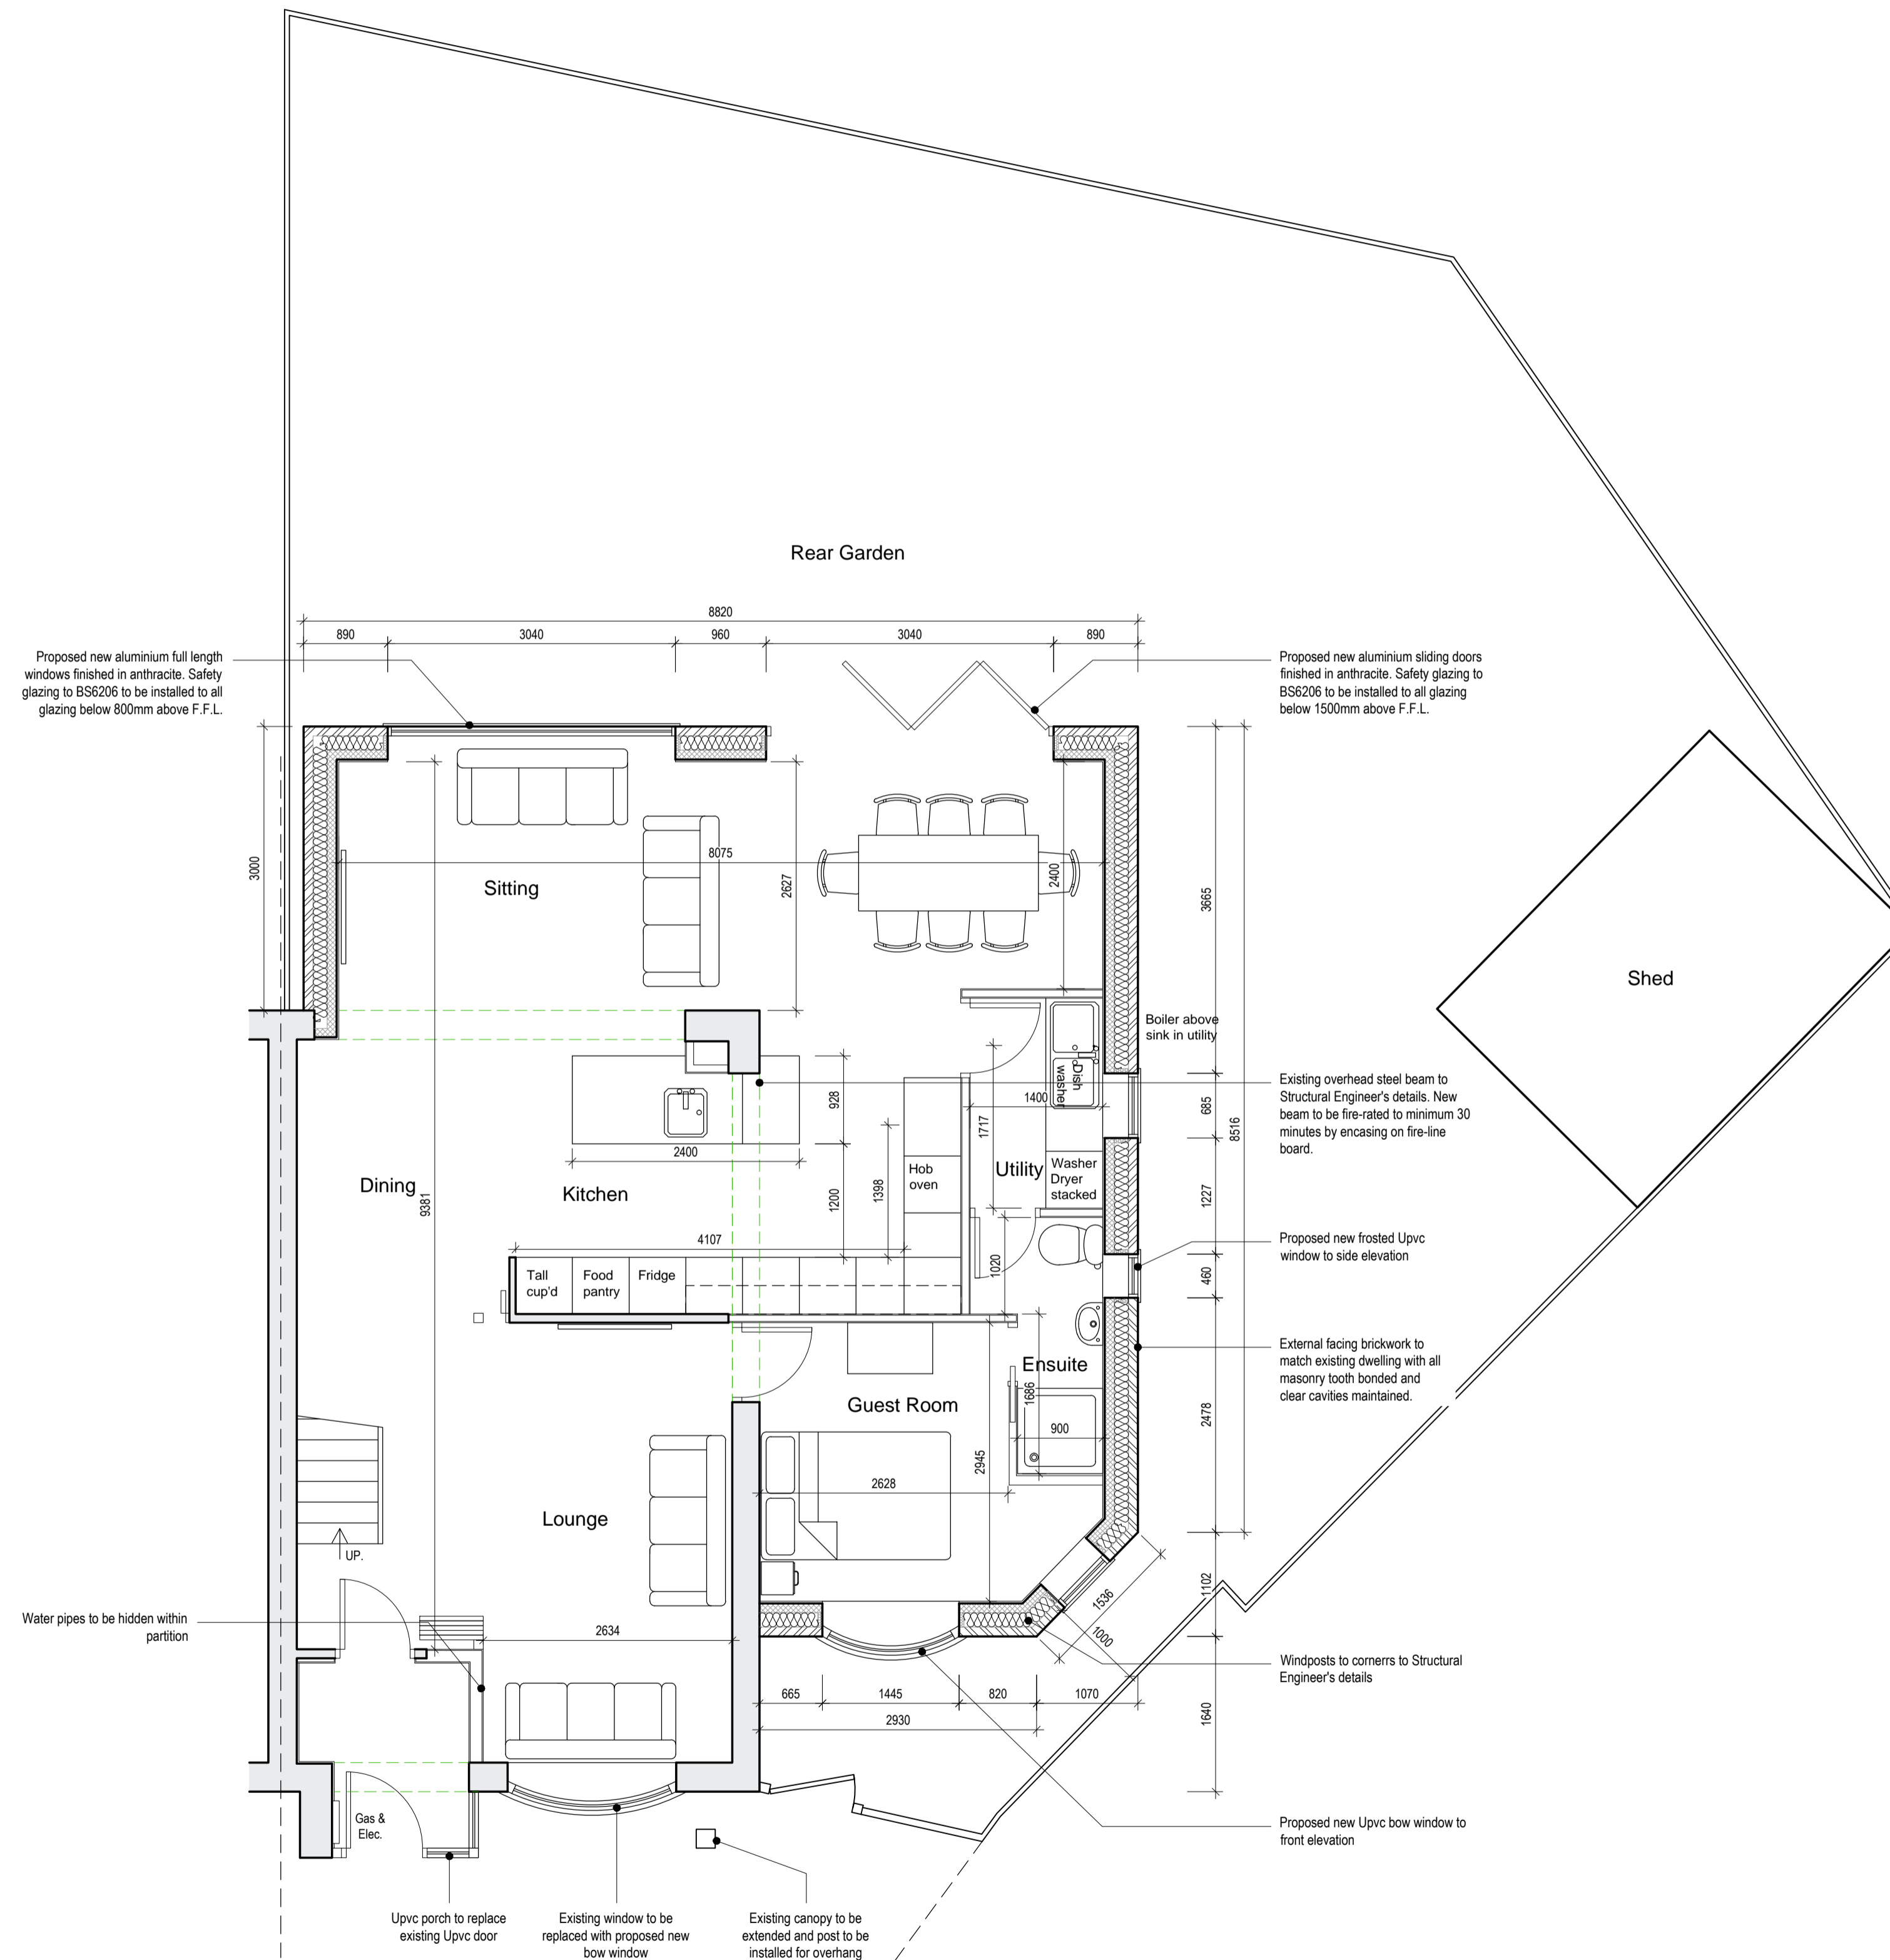 Rear Garden
8820
890
3040
960
3040
890
Proposed new aluminium full length
windows finished in anthracite. Safety
glazing to BS6206 to be installed to all
glazing below 800mm above F.F.L.
Proposed new aluminium sliding doors
finished in anthracite. Safety glazing to
BS6206 to be installed to all glazing
below 1500mm above F.F.L.
3000
8075
Sitting
2627
2400
3665
Shed
Boiler above
sink in utility
Dish
washer
Existing overhead steel beam to
Structural Engineer's details. New
beam to be fire-rated to minimum 30
minutes by encasing on fire-line
board.
928
1400
685
8516
1717
2400
Hob
oven
Utility
Washer
Dryer
stacked
Dining
Kitchen
9381
1200
1398
1227
4107
1020
Proposed new frosted Upvc
window to side elevation
460
Tall
cup'd
Food
pantry
Fridge
External facing brickwork to
match existing dwelling with all
masonry tooth bonded and
clear cavities maintained.
Ensuite
1686
Guest Room
2478
900
2945
2628
Lounge
UP.
1102
1536
1000
Water pipes to be hidden within
partition
2634
Windposts to cornerrs to Structural
Engineer's details
665
1445
820
1070
2930
1640
Gas &
Elec.
Proposed new Upvc bow window to
front elevation
Upvc porch to replace
existing Upvc door
Existing window to be
replaced with proposed new
bow window
Existing canopy to be
extended and post to be
installed for overhang